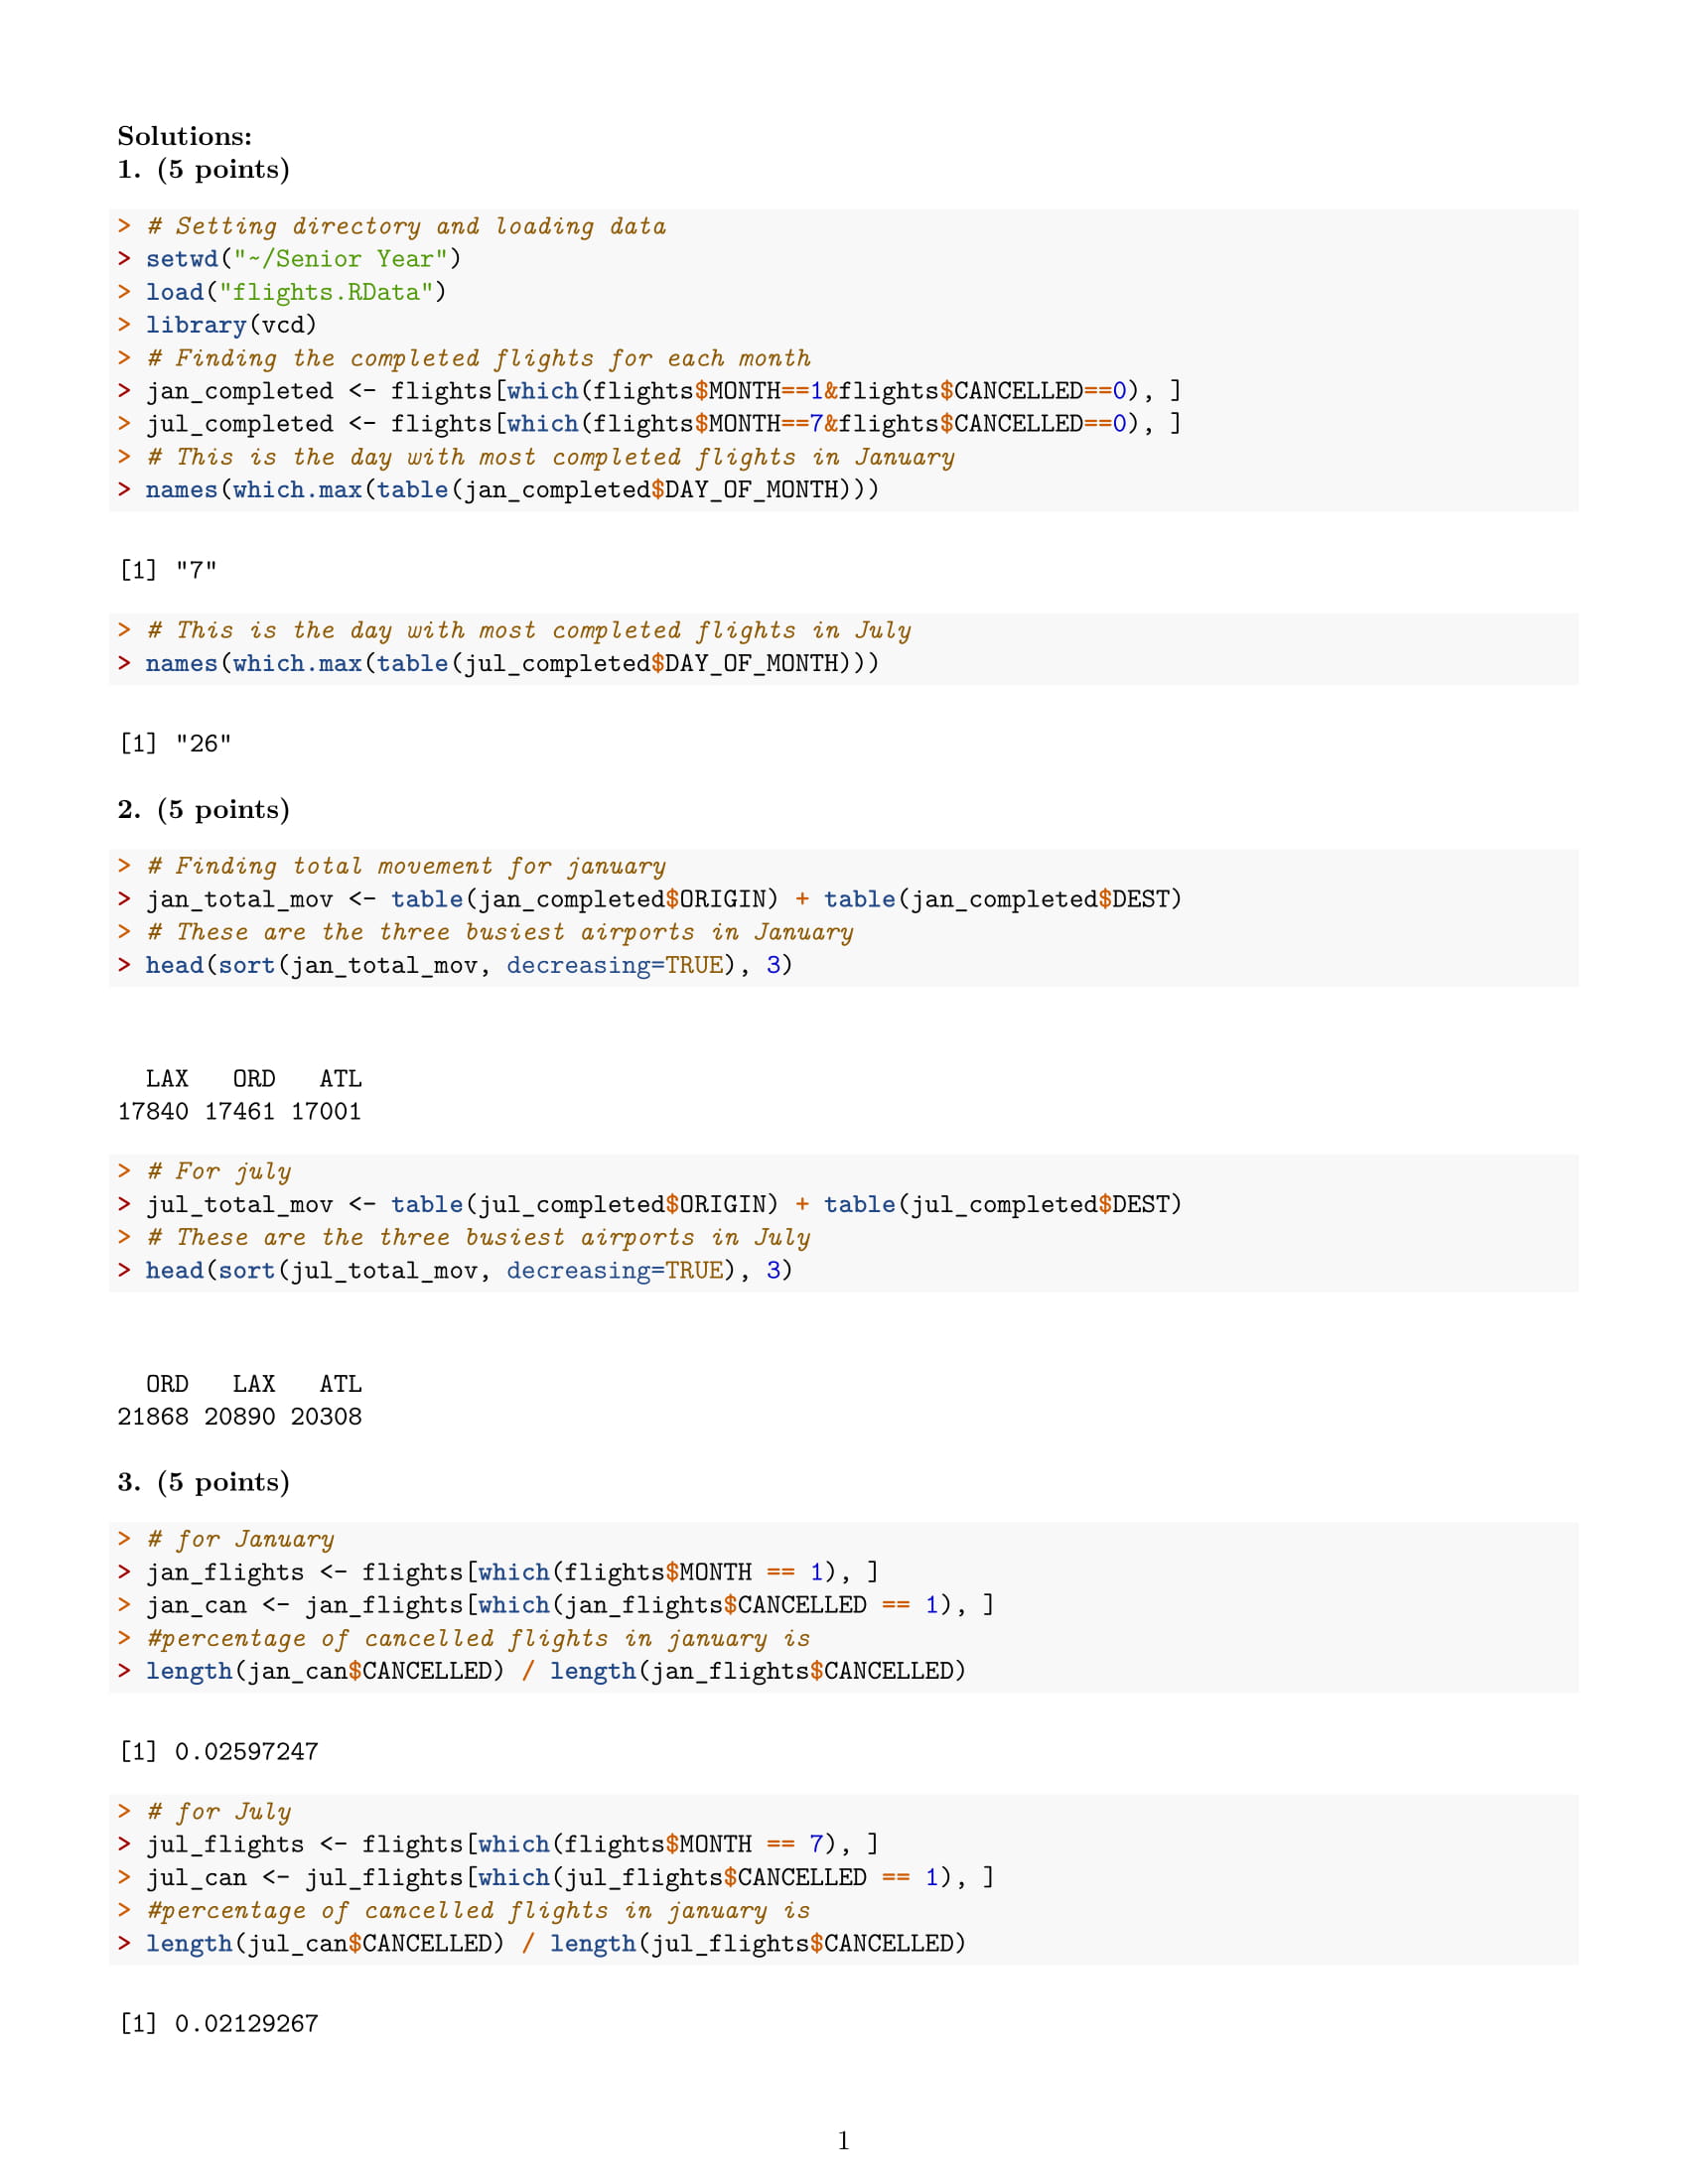 Solutions:
1. (5 points)
> # Setting directory and loading data
> setwd("~/Senior Year")
> load("flights.RData")
> library(vcd)
> # Finding the completed flights for each month
> jan_completed <- flights[which(flights$MONTH==1&flights$CANCELLED==0), ]
> jul_completed <- flights[which(flights$MONTH==7&flights$CANCELLED==0), ]
> # This is the day with most completed flights in January
> names(which.max(table(jan_completed$DAY_OF_MONTH)))
[1] "7"
> # This is the day with most completed flights in July
> names(which.max(table(jul_completed$DAY_OF_MONTH)))
[1] "26"
2. (5 points)
> # Finding total movement for january
> jan_total_mov <- table(jan_completed$ORIGIN) + table(jan_completed$DEST)
> # These are the three busiest airports in January
> head(sort(jan_total_mov, decreasing=TRUE), 3)
LAX ORD ATL
17840 17461 17001
> # For july
> jul_total_mov <- table(jul_completed$ORIGIN) + table(jul_completed$DEST)
> # These are the three busiest airports in July
> head(sort(jul_total_mov, decreasing=TRUE), 3)
ORD LAX ATL
21868 20890 20308
3. (5 points)
> # for January
> jan_flights <- flights[which(flights$MONTH == 1), ]
> jan_can <- jan_flights[which(jan_flights$CANCELLED == 1), ]
> #percentage of cancelled flights in january is
> length(jan_can$CANCELLED) / length(jan_flights$CANCELLED)
[1] 0.02597247
> # for July
> jul_flights <- flights[which(flights$MONTH == 7), ]
> jul_can <- jul_flights[which(jul_flights$CANCELLED == 1), ]
> #percentage of cancelled flights in january is
> length(jul_can$CANCELLED) / length(jul_flights$CANCELLED)
[1] 0.02129267
1